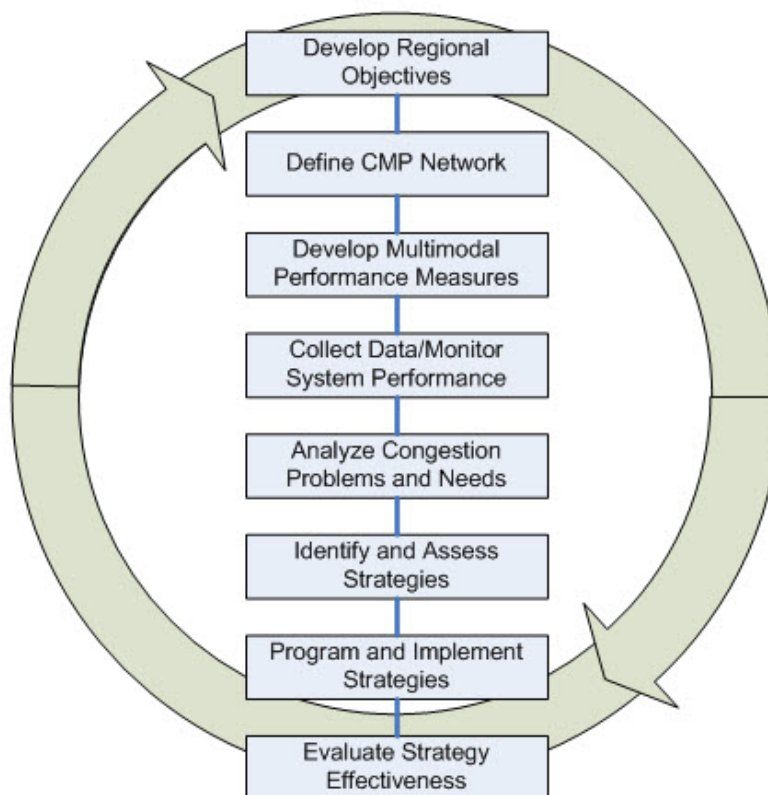 Develop Regional
Objectives
Define CMP Network
Develop Multimodal
Performance Measures
Collect Data/Monitor
System Performance
Analyze Congestion
Problems and Needs
Identify and Assess
Strategies
Program and Implement
Strategies
Evaluate Strategy
Effectiveness